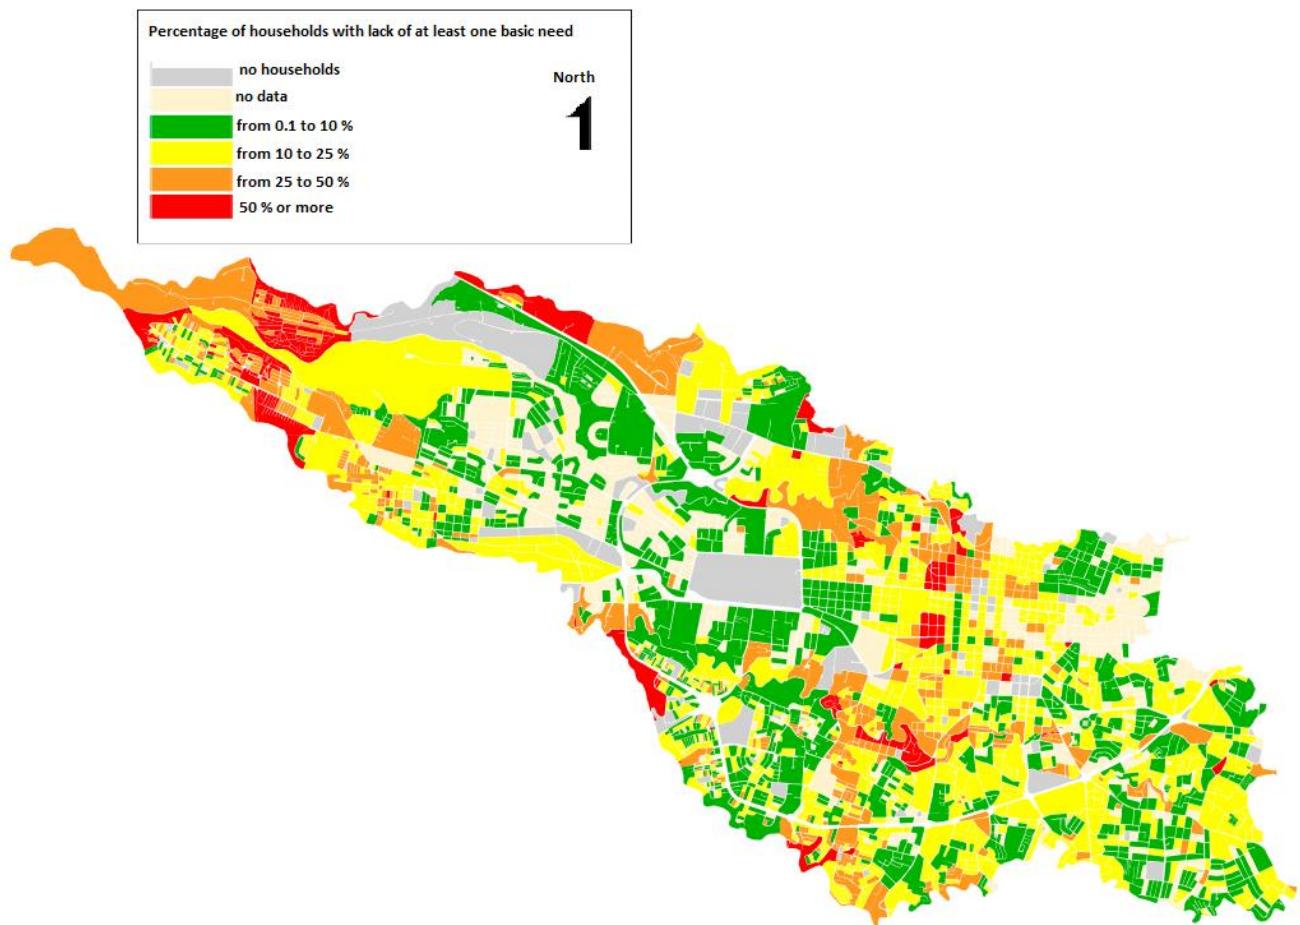 Percentage of households with lack of at least one basic need
no households
North
no data
from 0.1 to 10 %
from 10 to 25 %
from 25 to 50 %
50 % or more